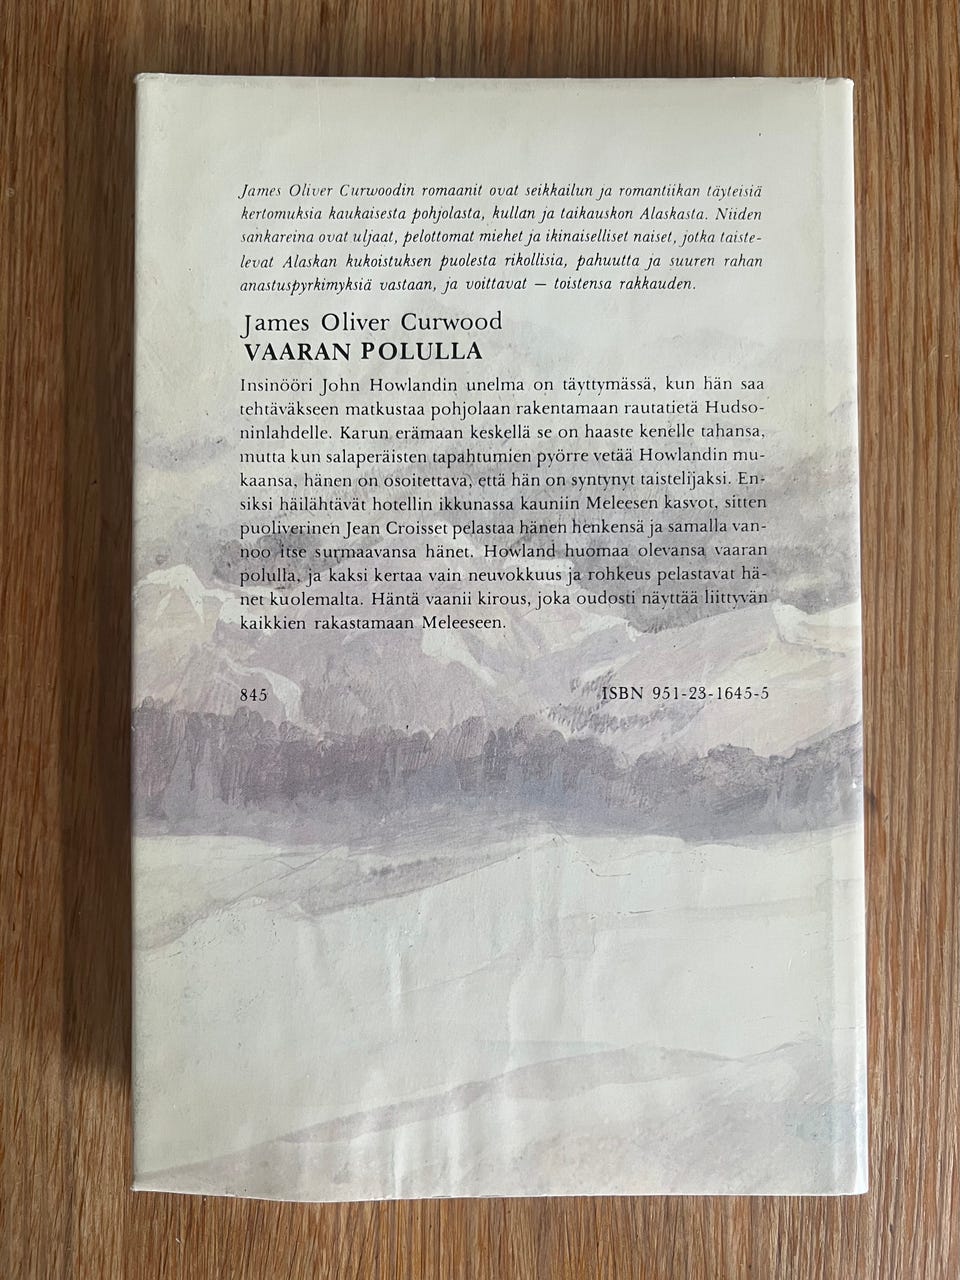 James Oliver Curwoodin romaanit ovat seikkailun ja romantiikan täyteisiä
kertomuksia kaukaisesta pohjolasta, kullan ja taikauskon Alaskasta. Niiden
sankareina ovat uljaat, pelottomat miehet ja ikinaiselliset naiset, jotka taiste-
levat Alaskan kukoistuksen puolesta rikollisia, pahuutta ja suuren rahan
anastuspyrkimyksiä vastaan, ja voittavat — toistensa rakkauden.
James Oliver Curwood
VAARAN POLULLA
Insinööri John Howlandin unelma on täyttymässä, kun hän saa
tehtäväkseen matkustaa pohjolaan rakentamaan rautatietä Hudso-
ninlahdelle. Karun erämaan keskellä se on haaste kenelle tahansa,
mutta kun salaperäisten tapahtumien pyörre vetää Howlandin mu-
kaansa, hänen on osoitettava, että hän on syntynyt taistelijaksi. En-
siksi häilähtävät hotellin ikkunassa kauniin Meleesen kasvot, sitten
puoliverinen Jean Croisset pelastaa hänen henkensä ja samalla van-
noo itse surmaavansa hänet. Howland huomaa olevansa vaaran
polulla, ja kaksi kertaa vain neuvokkuus ja rohkeus pelastavat hä-
net kuolemalta. Häntä vaanii kirous, joka oudosti näyttää liittyvän
kaikkien rakastamaan Meleeseen.
845 ISBN 951-23-1645-5